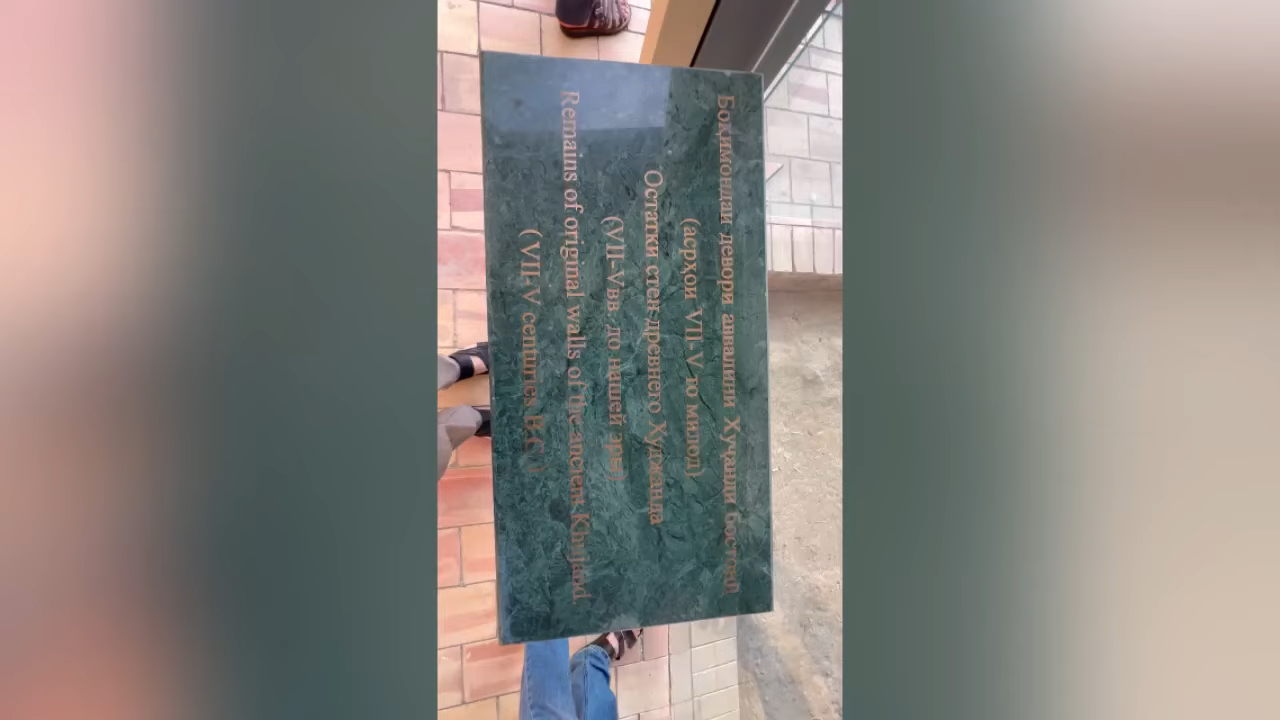 Боқимондаи девори аввалини Хуҷанди бостонӣ
(асрҳои VII-V то милод)
Остатки стен древнего Худжанда
(VII-V вв. до нашей эры)
Remains of original walls of the ancient Khujand
(VII-V centuries B.C.)